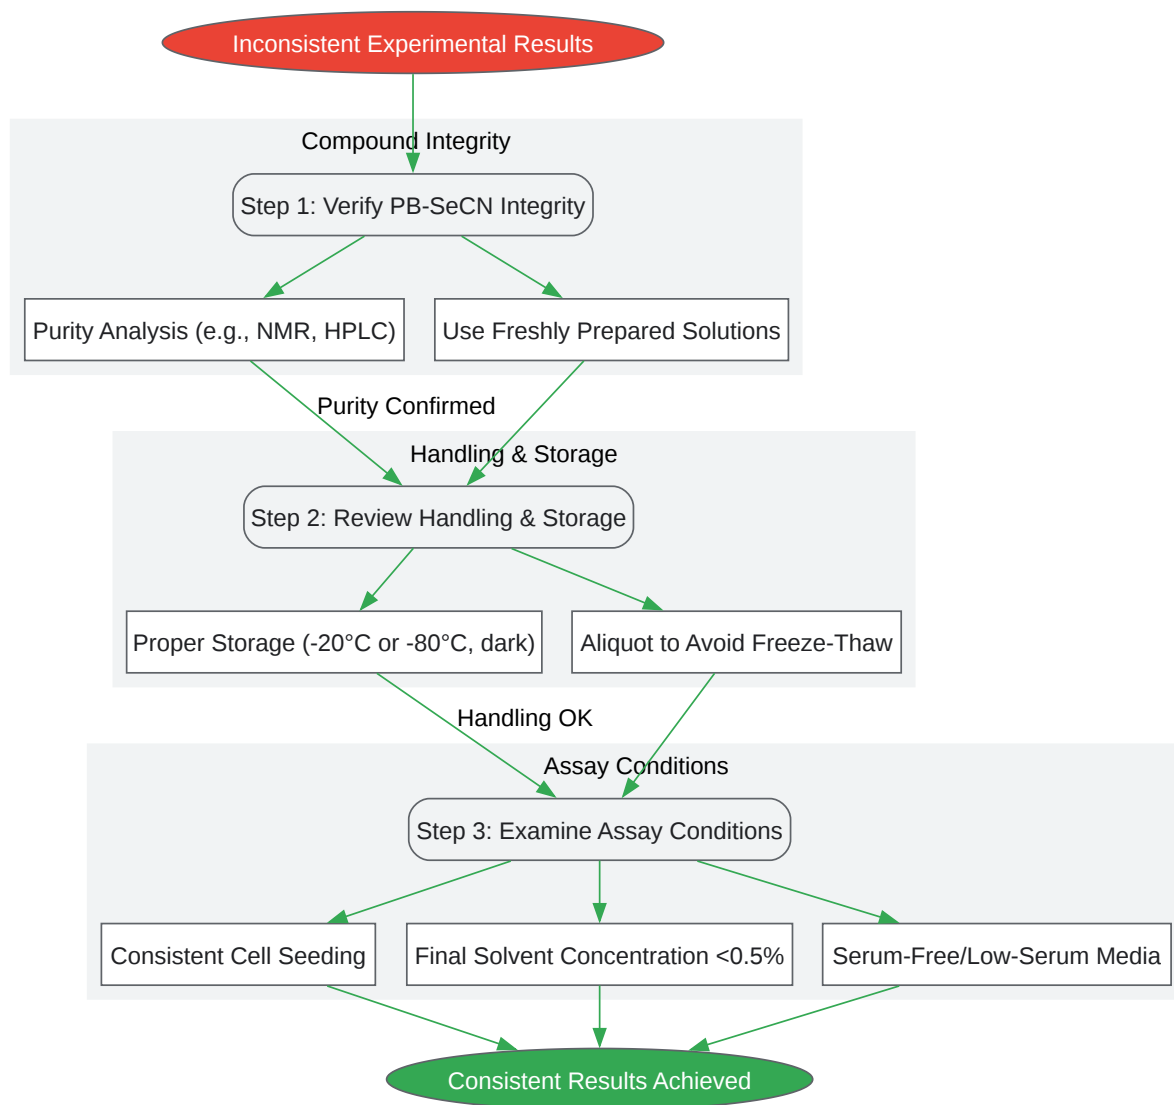 Inconsistent Experimental Results
Compound Integrity
Step 1: Verify PB-SeCN Integrity
Purity Analysis (e.g., NMR, HPLC)
Use Freshly Prepared Solutions
Purity Confirmed
Handling & Storage
Step 2: Review Handling & Storage
Proper Storage (-20°C or -80°C, dark)
Aliquot to Avoid Freeze-Thaw
Handling OK
Assay Conditions
Step 3: Examine Assay Conditions
Consistent Cell Seeding
Final Solvent Concentration <0.5%
Serum-Free/Low-Serum Media
Consistent Results Achieved